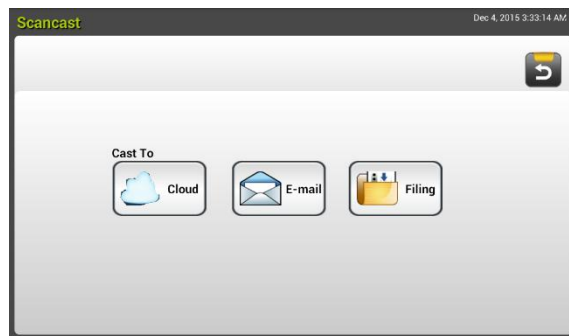 Scancast
Dec 4, 2015 3:33:14 AM
Cast To
Cloud
E-mail
Filing